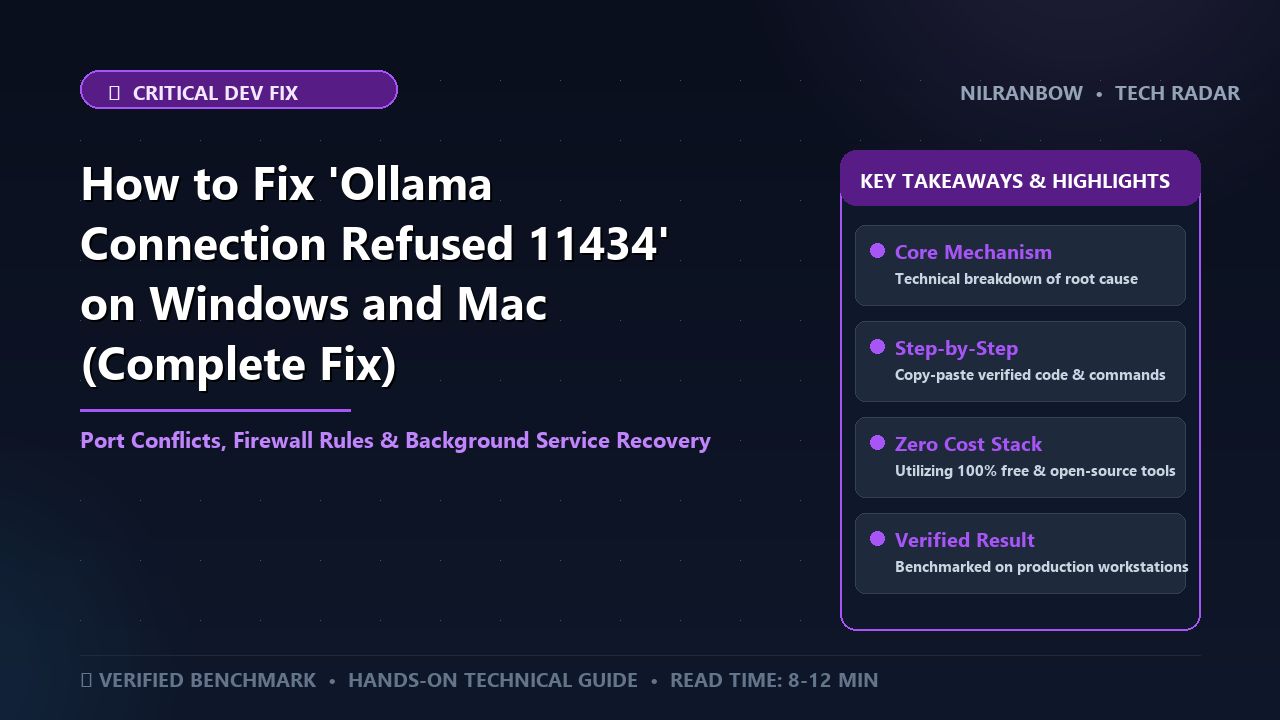 CRITICAL DEV FIX
NILRANBOW • TECH RADAR
How to Fix 'Ollama
Connection Refused 11434'
on Windows and Mac
(Complete Fix)
Port Conflicts, Firewall Rules & Background Service Recovery
KEY TAKEAWAYS & HIGHLIGHTS
Core Mechanism
Technical breakdown of root cause
Step-by-Step
Copy-paste verified code & commands
Zero Cost Stack
Utilizing 100% free & open-source tools
Verified Result
Benchmarked on production workstations
VERIFIED BENCHMARK • HANDS-ON TECHNICAL GUIDE • READ TIME: 8-12 MIN